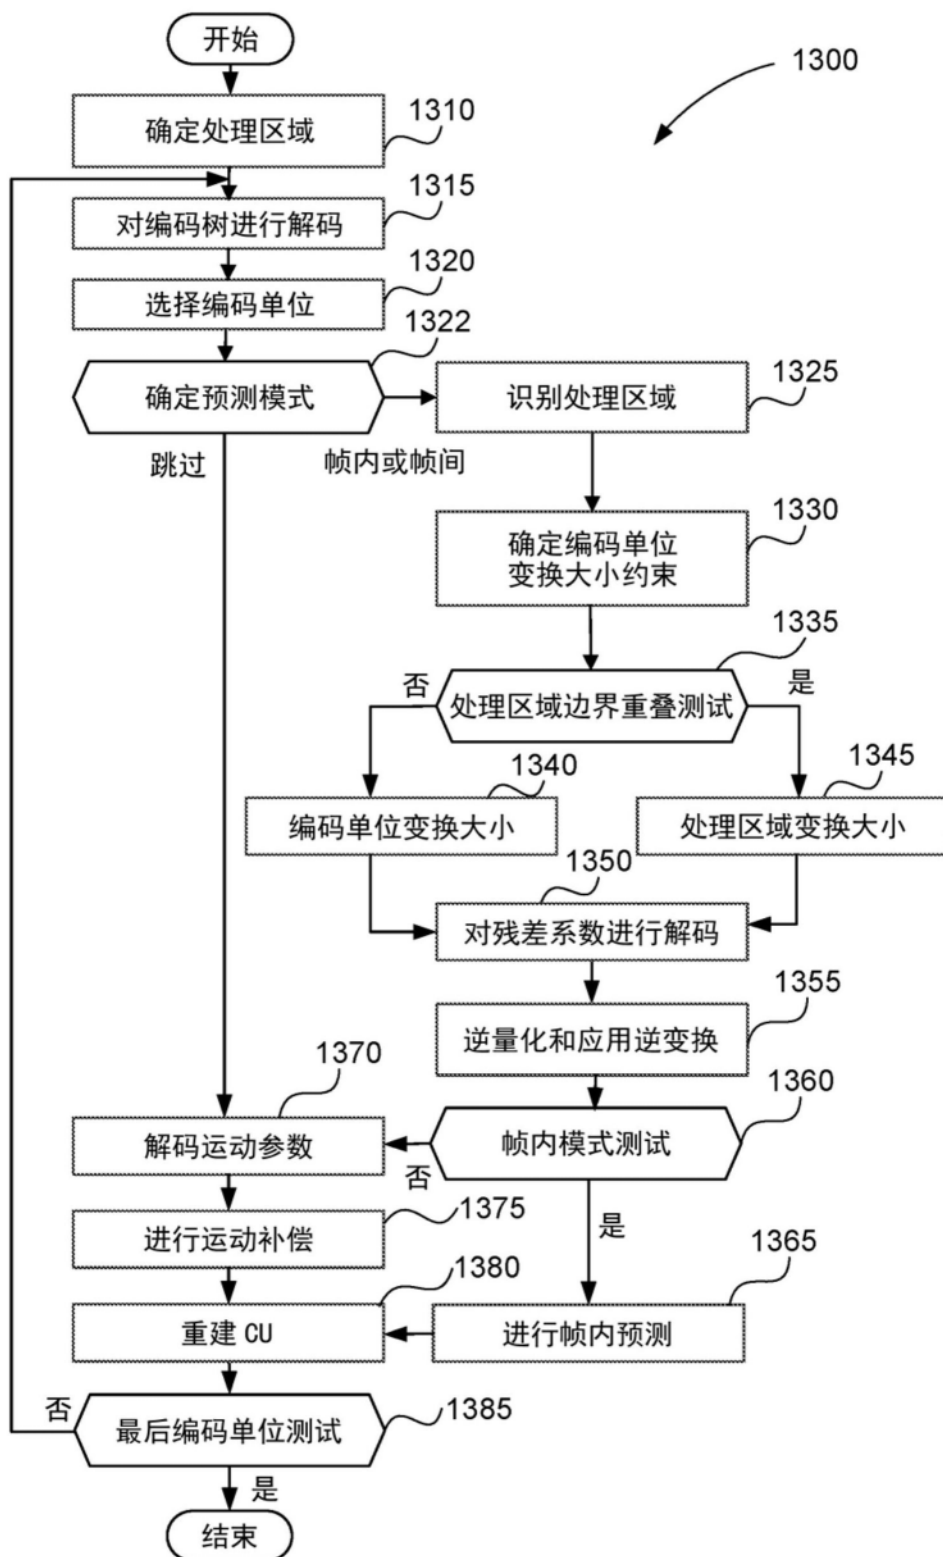 开始
1300
确定处理区域
1310
对编码树进行解码
1315
选择编码单位
1320
确定预测模式
1322
识别处理区域
1325
跳过
帧内或帧间
确定编码单位
变换大小约束
1330
处理区域边界重叠测试
1335
否
是
编码单位变换大小
1340
处理区域变换大小
1345
对残差系数进行解码
1350
逆量化和应用逆变换
1355
帧内模式测试
1360
否
是
解码运动参数
1370
进行运动补偿
1375
进行帧内预测
1365
重建 CU
1380
最后编码单位测试
1385
否
是
结束